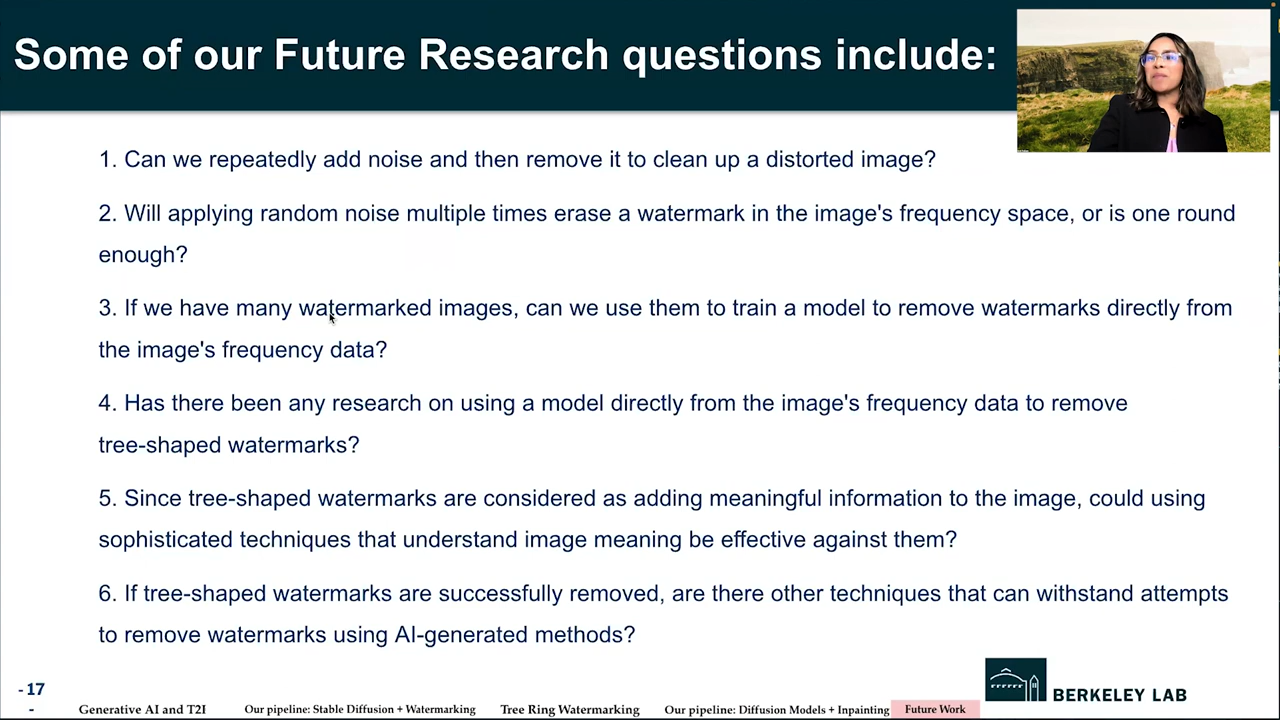 Some of our Future Research questions include:
1. Can we repeatedly add noise and then remove it to clean up a distorted image?
2. Will applying random noise multiple times erase a watermark in the image's frequency space, or is one round
enough?
3. If we have many watermarked images, can we use them to train a model to remove watermarks directly from
the image's frequency data?
4. Has there been any research on using a model directly from the image's frequency data to remove
tree-shaped watermarks?
5. Since tree-shaped watermarks are considered as adding meaningful information to the image, could using
sophisticated techniques that understand image meaning be effective against them?
6. If tree-shaped watermarks are successfully removed, are there other techniques that can withstand attempts
to remove watermarks using AI-generated methods?
BERKELEY LAB
- 17
-
Generative AI and T2I
Our pipeline: Stable Diffusion + Watermarking
Tree Ring Watermarking
Our pipeline: Diffusion Models + Inpainting
Future Work